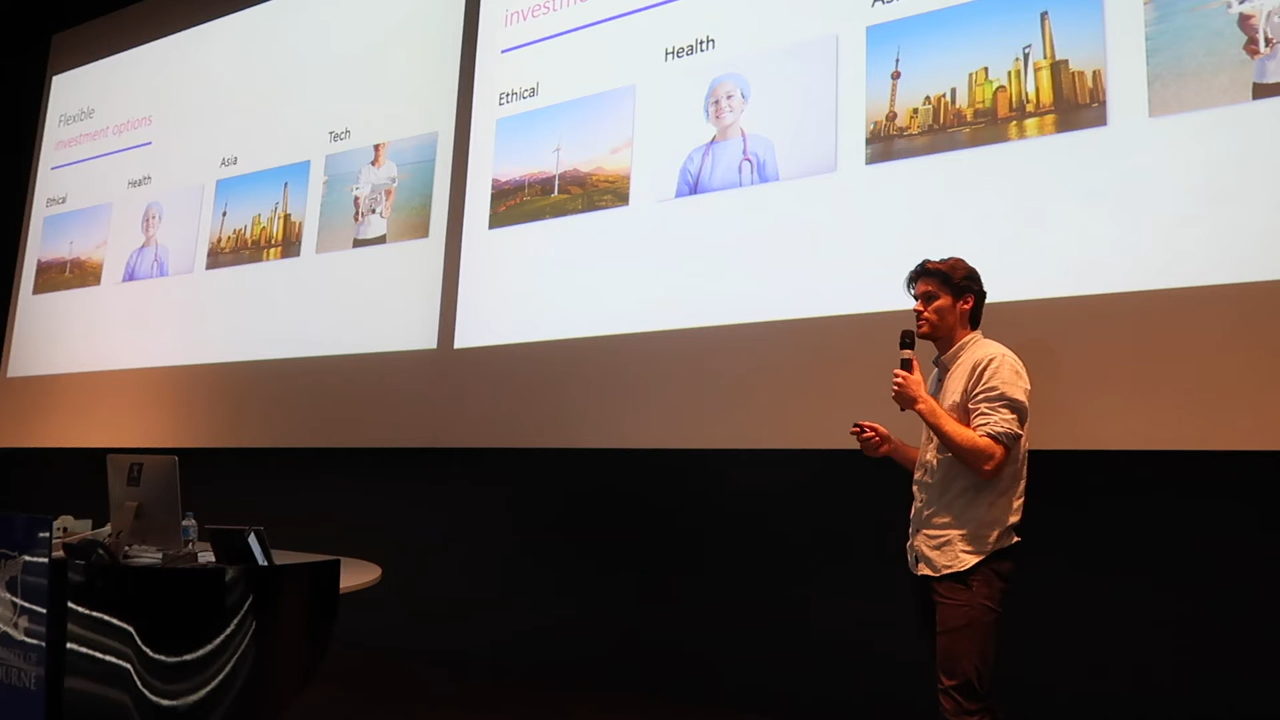 Flexible
investment options
Ethical
Health
Asia
Tech
Ethical
Health